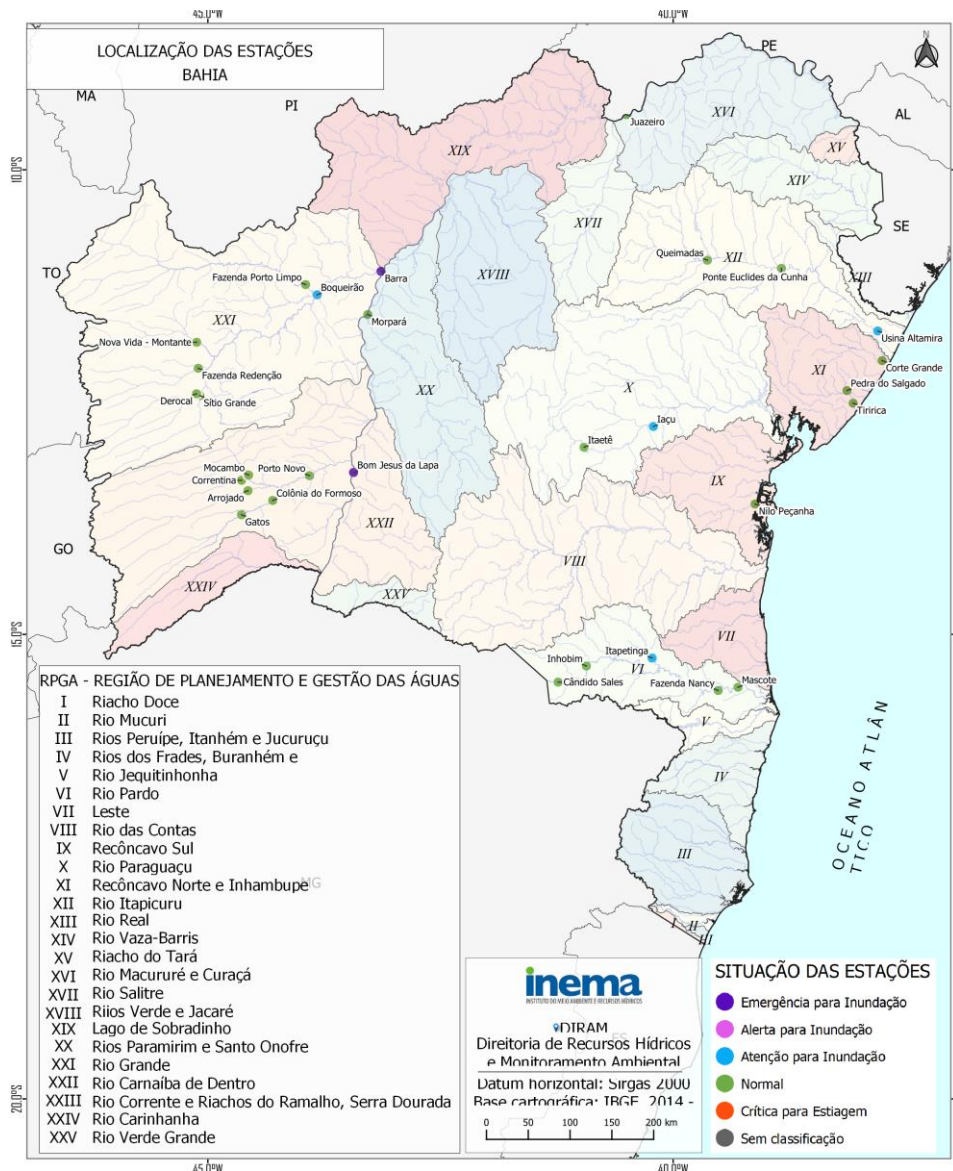 45.0°W
40.0°W
LOCALIZAÇÃO DAS ESTAÇÕES
BAHIA
N
PE
MA
PI
AL
XVI
Juazeiro
XIX
XV
10.0°S
XIV
XVII
SE
Queimadas
XII
TO
XVIII
Ponte Euclides da Cunha
XIII
Barra
Fazenda Porto Limpo
Boqueirão
XXI
Morpará
Usina Altamira
Nova Vida - Montante
Corte Grande
XX
X
XI
Fazenda Redenção
Pedra do Salgado
Derocal
Sítio Grande
Tiririca
Iaçu
Itaetê
Mocambo
Porto Novo
Bom Jesus da Lapa
Correntina
IX
Arrojado
Colônia do Formoso
Nilo Peçanha
Gatos
XXII
GO
VIII
XXIV
XXV
15.0°S
VII
Itapetinga
Inhobim
VI
Mascote
Cândido Sales
Fazenda Nancy
V
IV
III
I
II
III
OCEANO ATLÂN
TICO
RPGA - REGIÃO DE PLANEJAMENTO E GESTÃO DAS ÁGUAS
I Riacho Doce
II Rio Mucuri
III Rios Peruípe, Itanhém e Jucuruçu
IV Rios dos Frades, Buranhém e
V Rio Jequitinhonha
VI Rio Pardo
VII Leste
VIII Rio das Contas
IX Recôncavo Sul
X Rio Paraguaçu
XI Recôncavo Norte e Inhambupe
MG
XII Rio Itapicuru
XIII Rio Real
XIV Rio Vaza-Barris
XV Riacho do Tará
XVI Rio Macururé e Curaçá
XVII Rio Salitre
XVIII Riios Verde e Jacaré
XIX Lago de Sobradinho
XX Rios Paramirim e Santo Onofre
XXI Rio Grande
XXII Rio Carnaíba de Dentro
XXIII Rio Corrente e Riachos do Ramalho, Serra Dourada
XXIV Rio Carinhanha
XXV Rio Verde Grande
20.0°S
inema
INSTITUTO DO MEIO AMBIENTE E RECURSOS HÍDRICOS
DIRAM
ES
Direitoria de Recursos Hídricos
e Monitoramento Ambiental
Datum horizontal: Sirgas 2000
Base cartográfica: IBGE, 2014 -
0 50 100 150 200 km
SITUAÇÃO DAS ESTAÇÕES
Emergência para Inundação
Alerta para Inundação
Atenção para Inundação
Normal
Crítica para Estiagem
Sem classificação
45.0°W
40.0°W